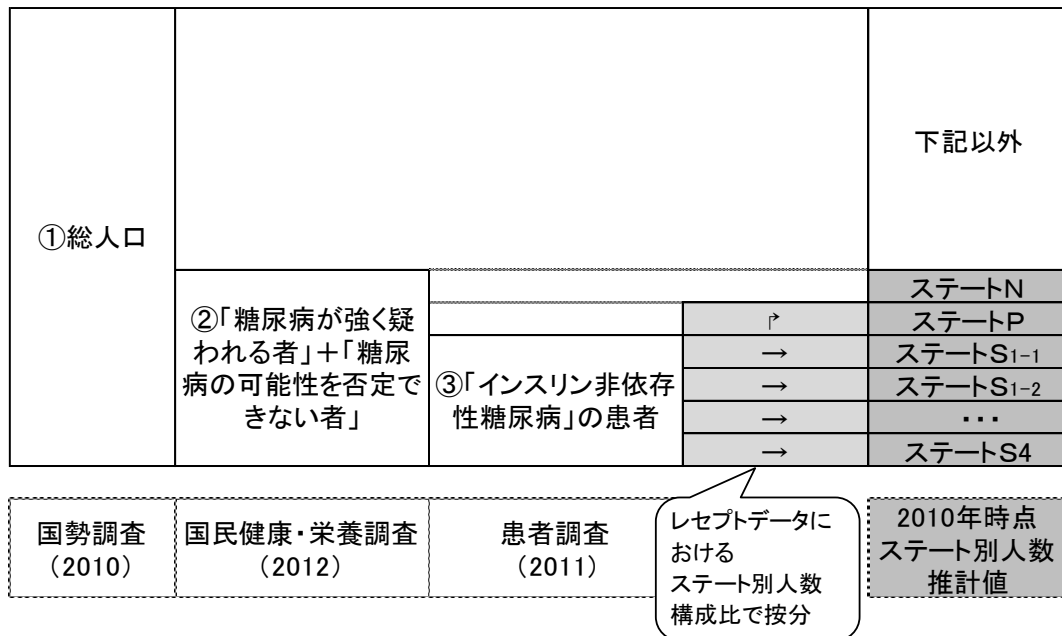 ①総人口
②「糖尿病が強く疑
われる者」＋「糖尿
病の可能性を否定で
きない者」
③「インスリン非依存
性糖尿病」の患者
下記以外
ステートN
↱
ステートP
→
ステートS1-1
→
ステートS1-2
→
・・・
→
ステートS4
国勢調査
（2010）
国民健康・栄養調査
（2012）
患者調査
（2011）
レセプトデータに
おける
ステート別人数
構成比で按分
2010年時点
ステート別人数
推計値